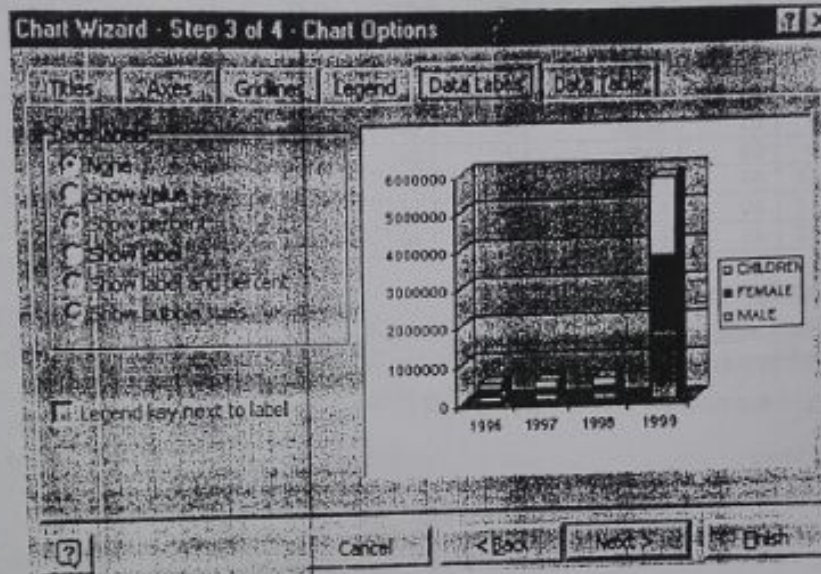 Chart Wizard - Step 3 of 4 - Chart Options
Titles Axes Gridlines Legend Data Labels Data Table
Data labels
None
Show value
Show percent
Show label
Show label and percent
Show bubble sizes
Legend key next to label
6000000
5000000
4000000
3000000
2000000
1000000
0
1996 1997 1998 1999
CHILDREN
FEMALE
MALE
Cancel < Back Next > Finish